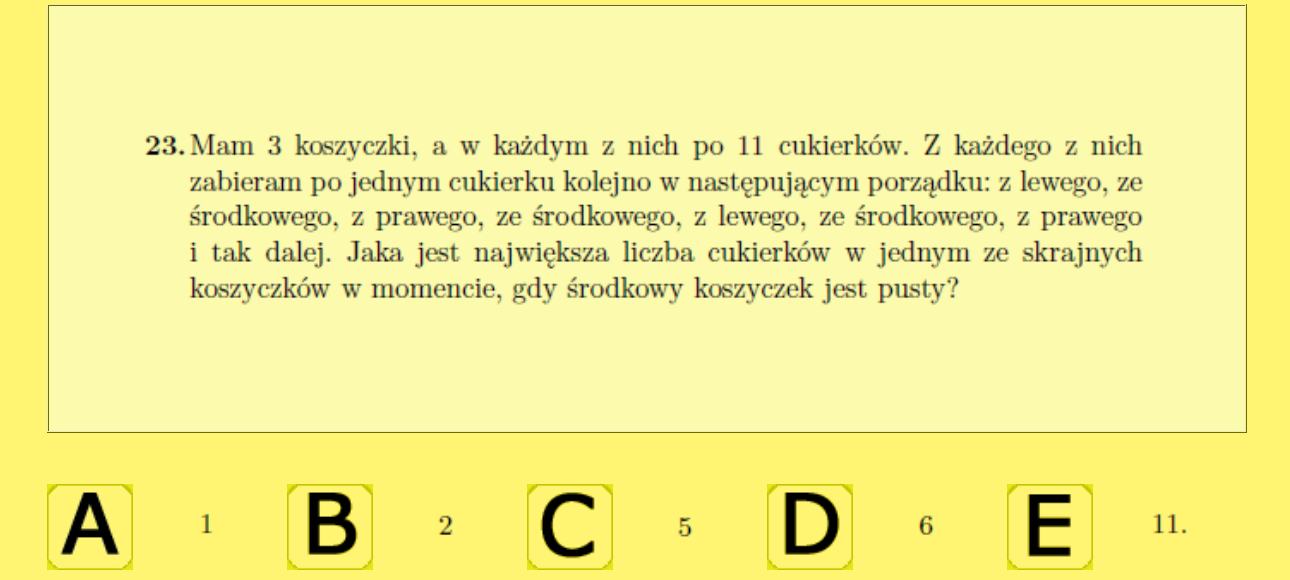 23. Mam 3 koszyczki, a w każdym z nich po 11 cukierków. Z każdego z nich
zabieram po jednym cukierku kolejno w następującym porządku: z lewego, ze
środkowego, z prawego, ze środkowego, z lewego, ze środkowego, z prawego
i tak dalej. Jaka jest największa liczba cukierków w jednym ze skrajnych
koszyczków w momencie, gdy środkowy koszyczek jest pusty?
A 1 B 2 C 5 D 6 E 11.